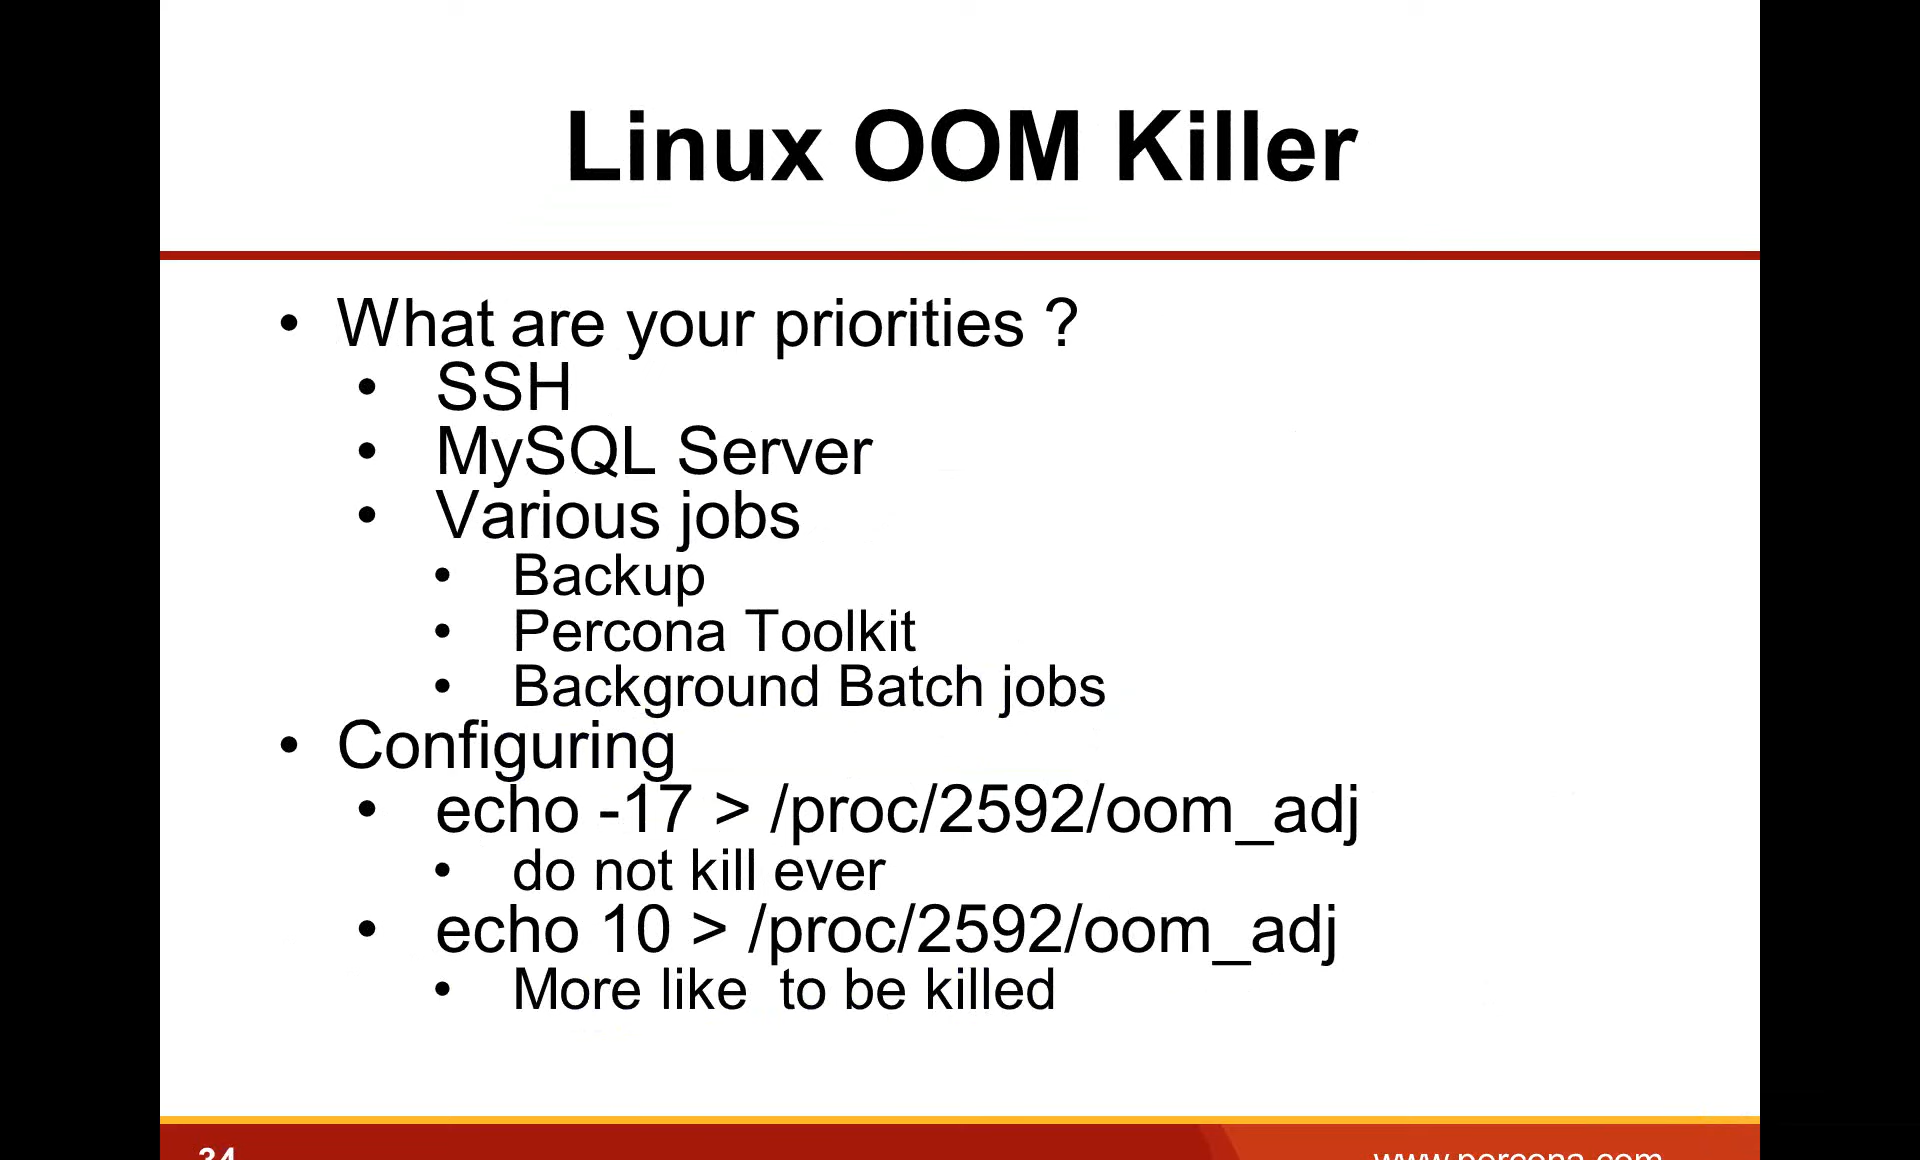 Linux OOM Killer
• What are your priorities ?
• SSH
• MySQL Server
• Various jobs
• Backup
• Percona Toolkit
• Background Batch jobs
• Configuring
• echo -17 > /proc/2592/oom_adj
• do not kill ever
• echo 10 > /proc/2592/oom_adj
• More like  to be killed
34
www.percona.com